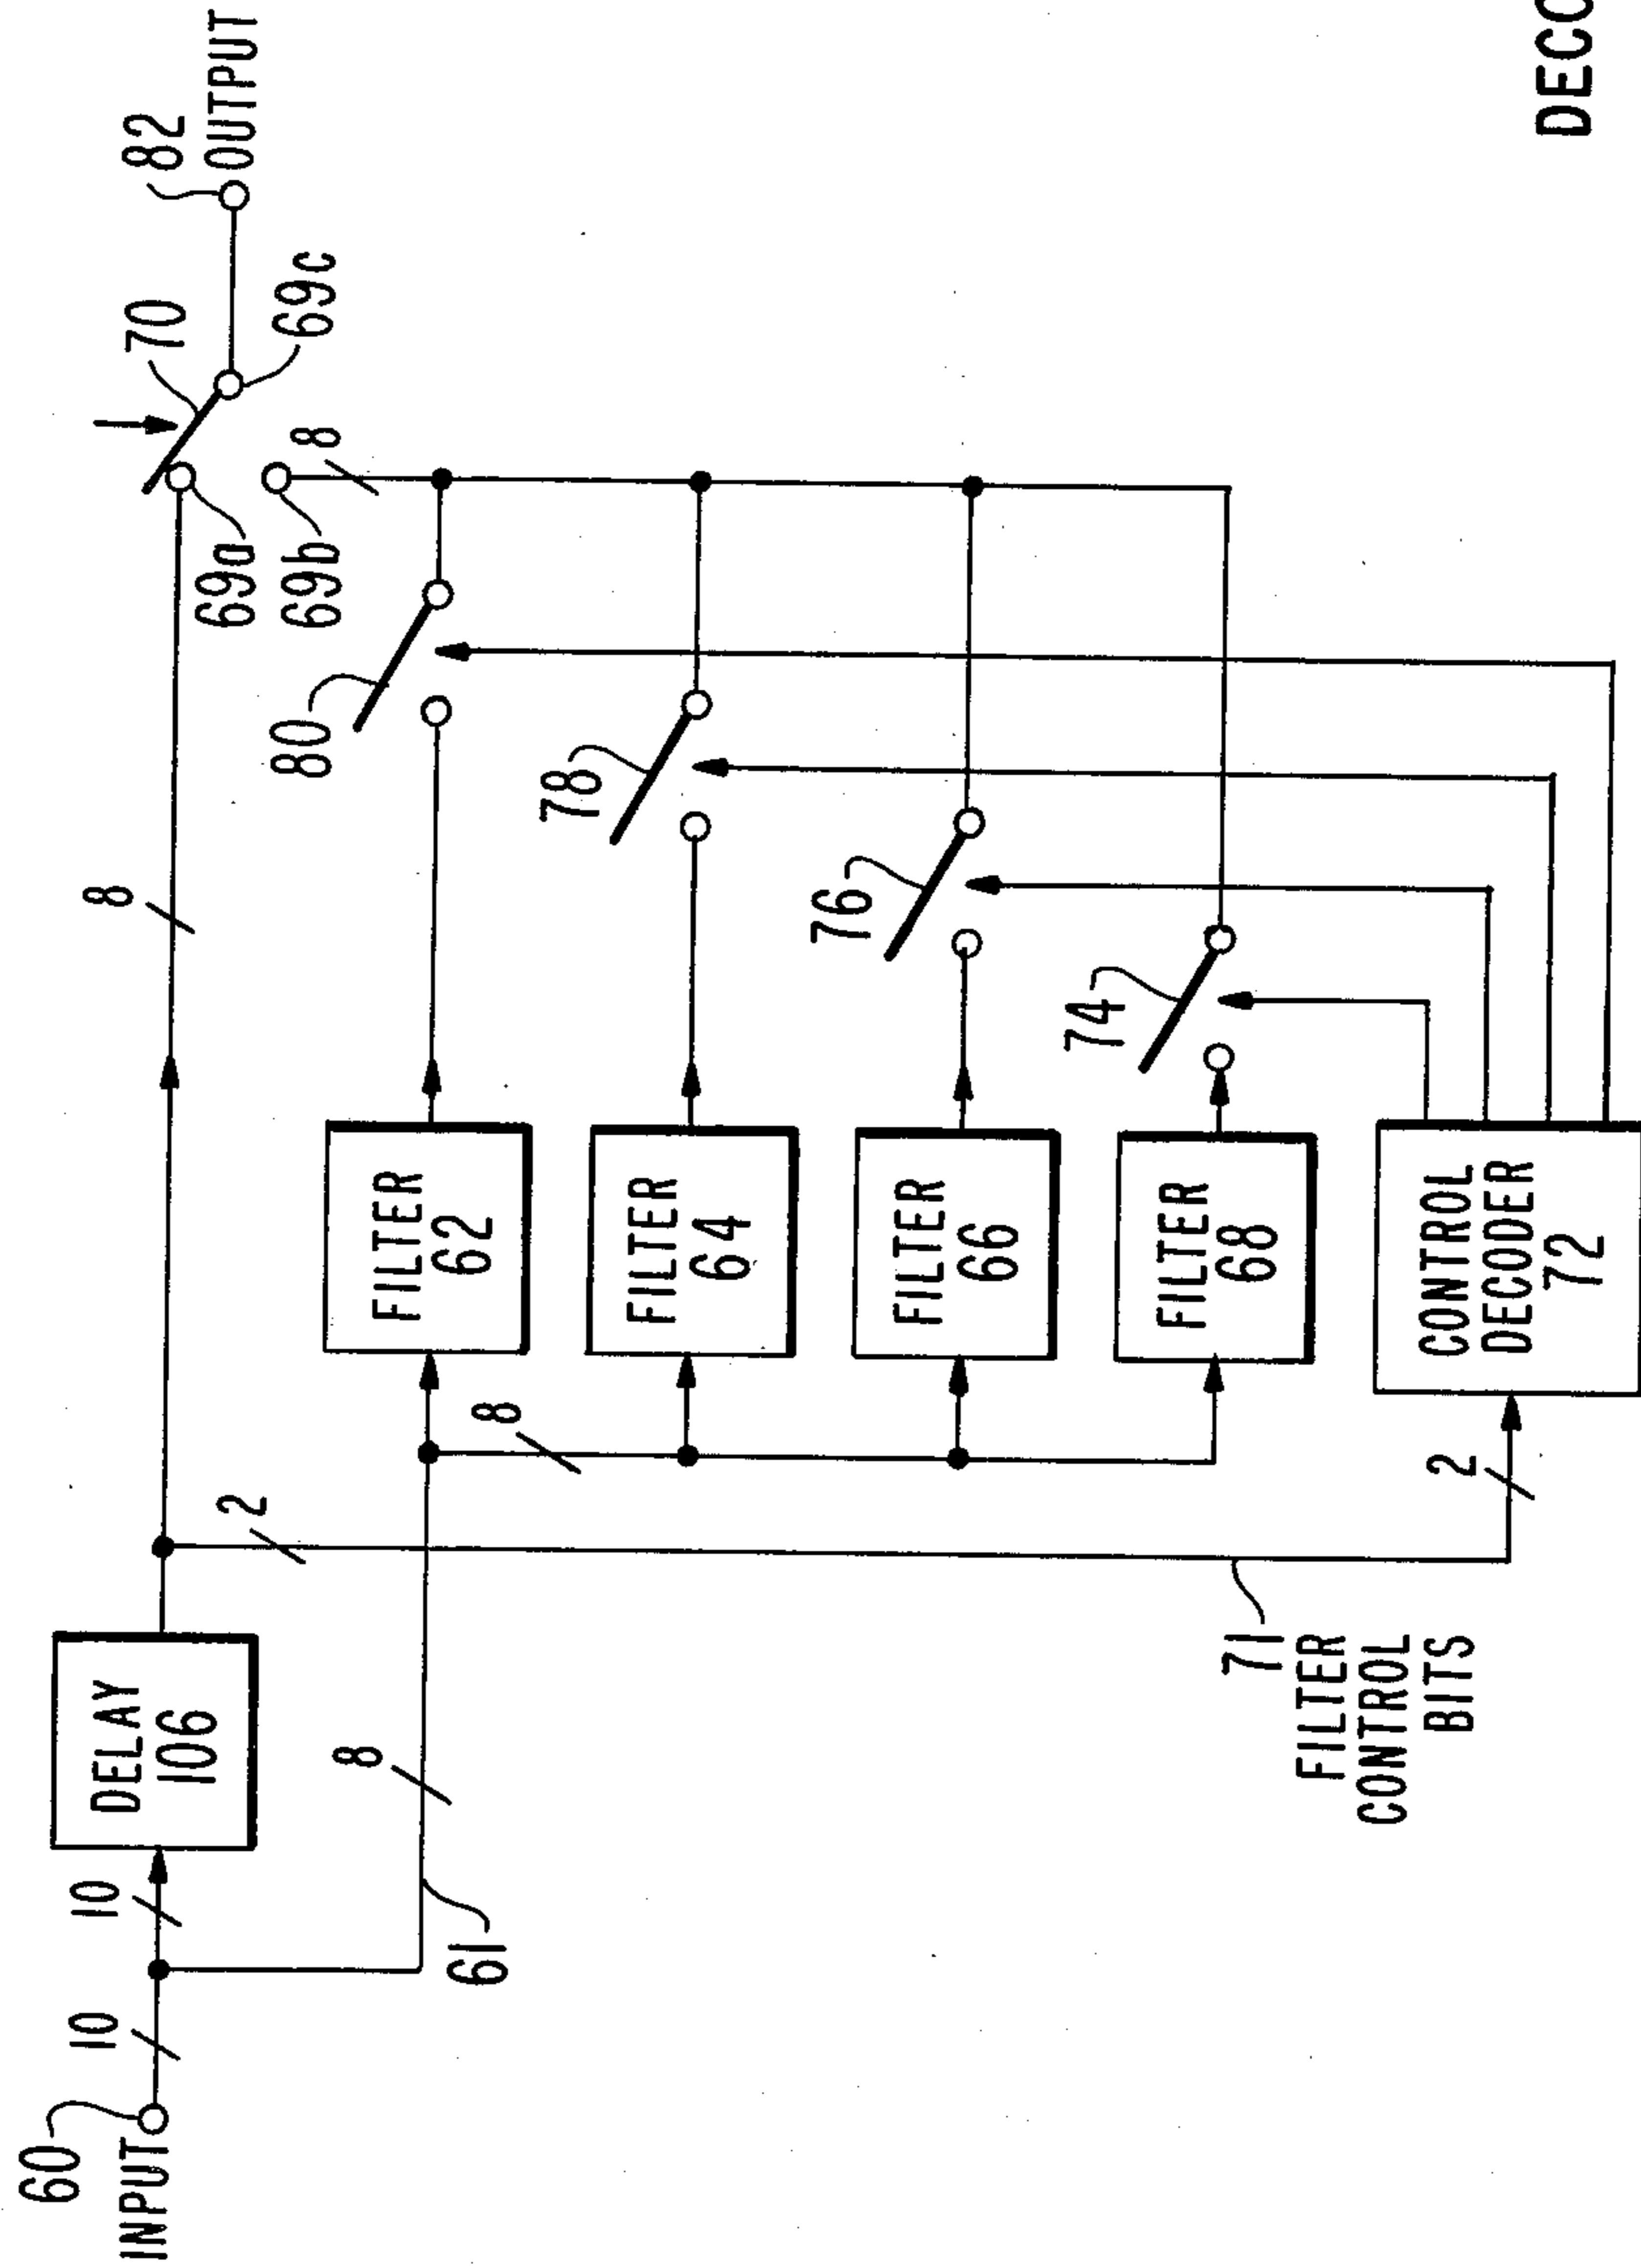 60
INPUT
10
10
DELAY
106
8
70
82
OUTPUT
69a
69b
69c
8
61
8
2
8
FILTER
62
80
FILTER
64
78
FILTER
66
76
FILTER
68
74
71
FILTER
CONTROL
BITS
2
CONTROL
DECODER
72
DECO